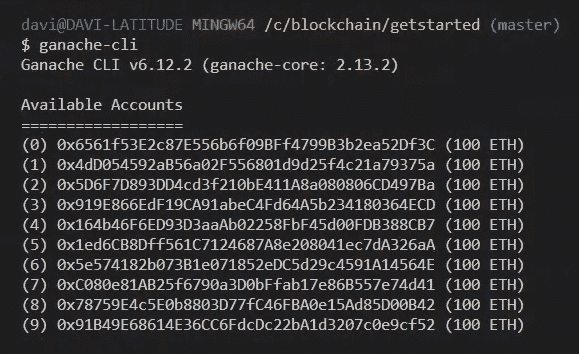 davi@DAVI-LATITUDE MINGW64 /c/blockchain/getstarted (master)
$ ganache-cli
Ganache CLI v6.12.2 (ganache-core: 2.13.2)
Available Accounts
==================
(0) 0x6561f53E2c87E556b6f09BFf4799B3b2ea52Df3C (100 ETH)
(1) 0x4dD054592aB56a02F556801d9d25f4c21a79375a (100 ETH)
(2) 0x5D6F7D893DD4cd3f210bE411A8a080806CD497Ba (100 ETH)
(3) 0x919E866EdF19CA91abeC4Fd64A5b234180364ECD (100 ETH)
(4) 0x164b46F6ED93D3aaAb02258FbF45d00FDB388CB7 (100 ETH)
(5) 0x1ed6CB8Dff561C7124687A8e208041ec7dA326aA (100 ETH)
(6) 0x5e574182b073B1e071852eDC5d29c4591A14564E (100 ETH)
(7) 0xC080e81AB25f6790a3D0bFfab17e86B557e74d41 (100 ETH)
(8) 0x78759E4c5E0b8803D77fC46FBA0e15Ad85D00B42 (100 ETH)
(9) 0x91B49E68614E36CC6FdcDc22bA1d3207c0e9cf52 (100 ETH)